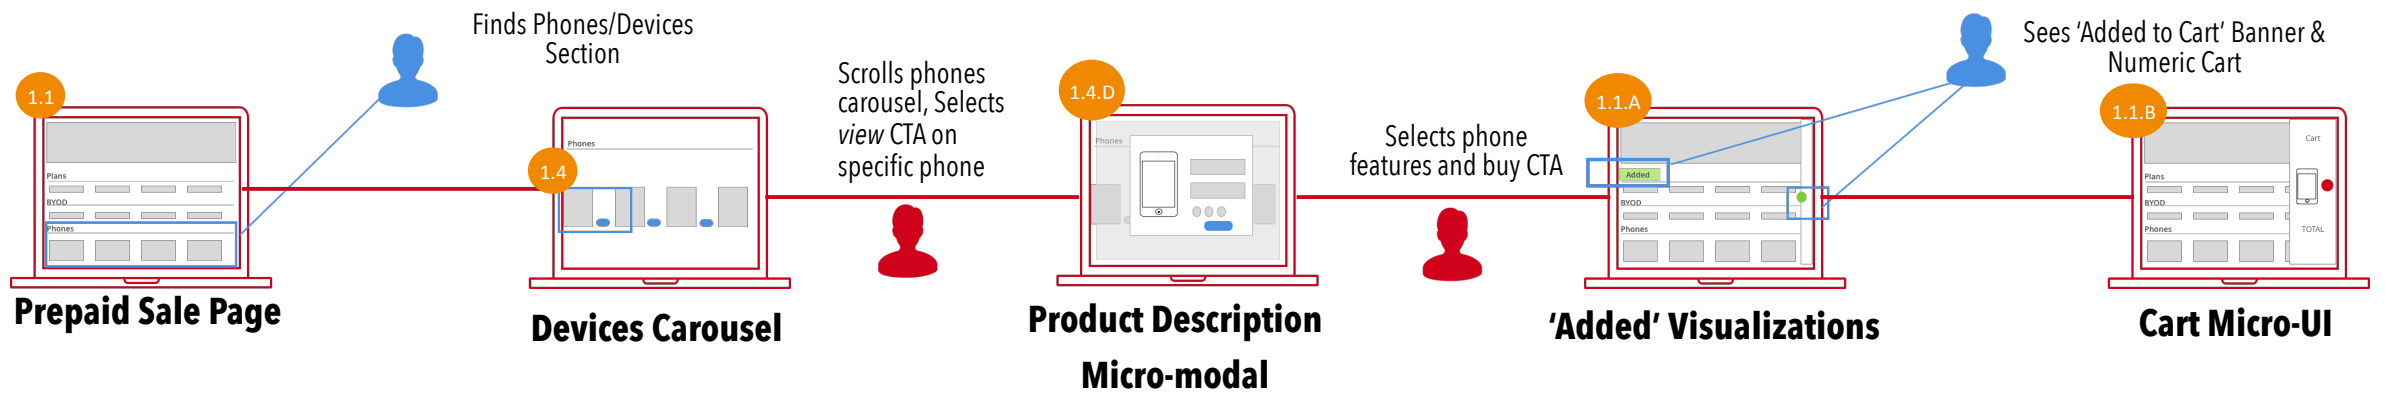 Finds Phones/Devices
Section
1.1
Plans
BYOD
Phones
Prepaid Sale Page
1.4
Phones
Devices Carousel
Scrolls phones
carousel, Selects
view CTA on
specific phone
1.4.D
Phones
Product Description
Micro-modal
Selects phone
features and buy CTA
1.1.A
Added
BYOD
Phones
'Added' Visualizations
Sees 'Added to Cart' Banner &
Numeric Cart
1.1.B
Plans
BYOD
Phones
Cart
TOTAL
Cart Micro-UI